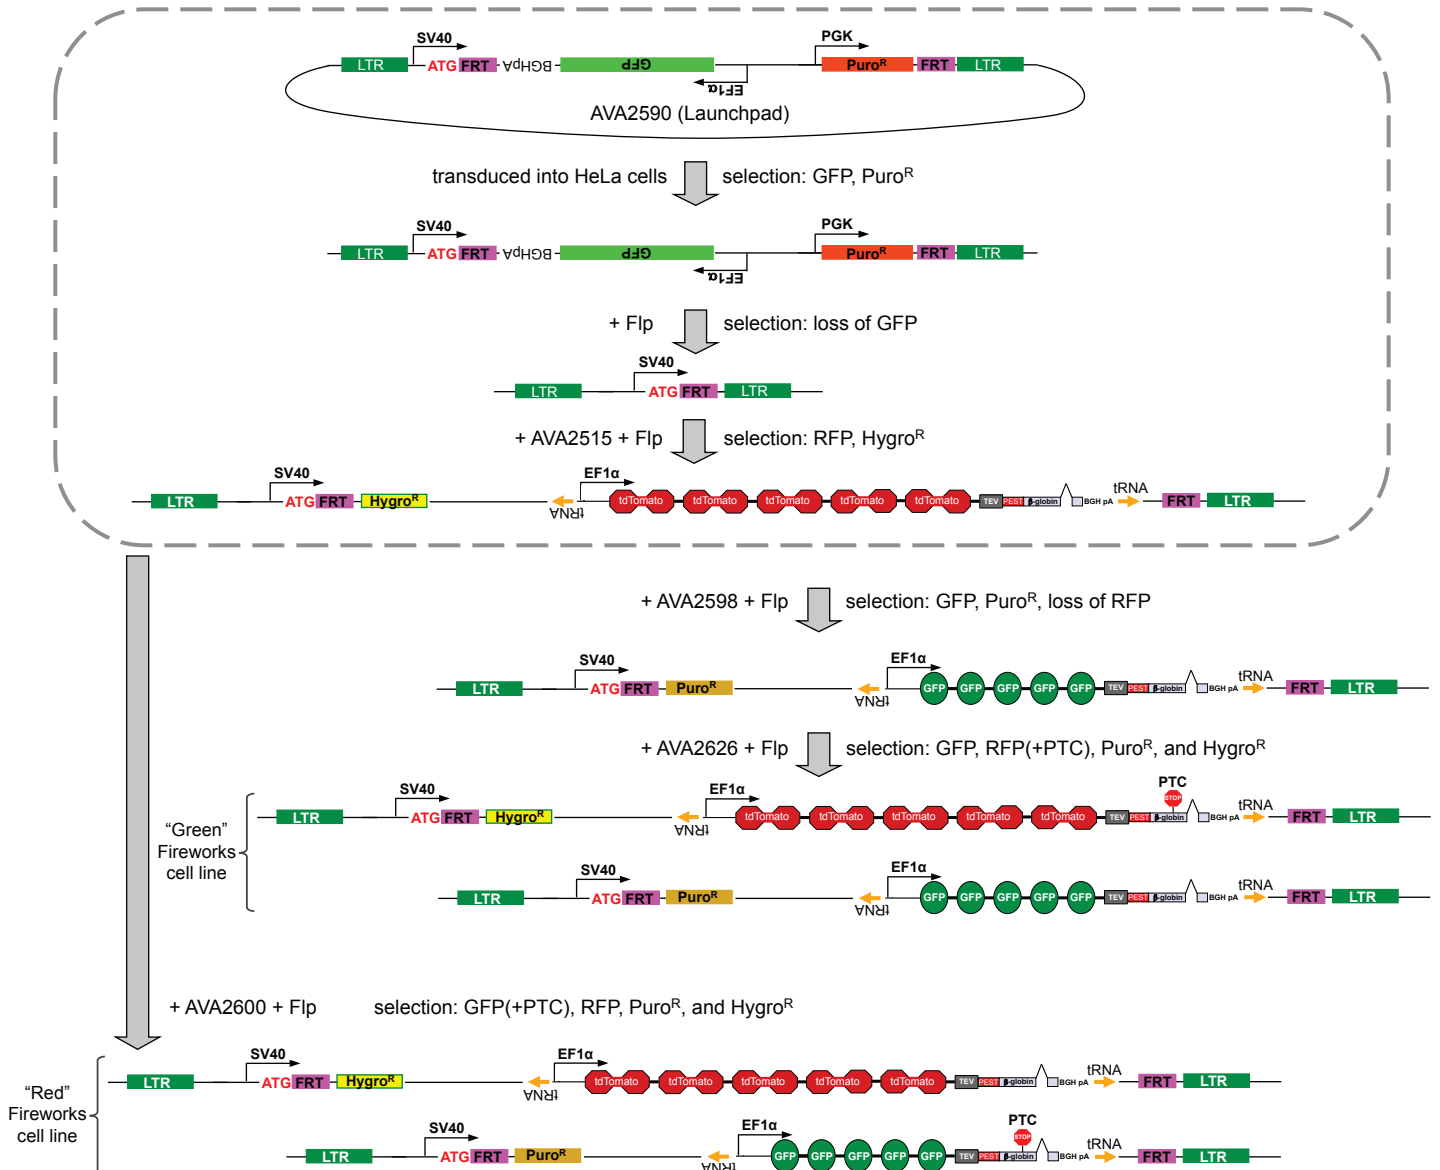 SV40 PGK
LTR ATG FRT BGHpA GFP EF1α Puro^R FRT LTR
AVA2590 (Launchpad)
transduced into HeLa cells selection: GFP, Puro^R
SV40 PGK
LTR ATG FRT BGHpA GFP EF1α Puro^R FRT LTR
+ Flp selection: loss of GFP
SV40
LTR ATG FRT LTR
+ AVA2515 + Flp selection: RFP, Hygro^R
SV40 EF1α tRNA
LTR ATG FRT Hygro^R tRNA tdTomato tdTomato tdTomato tdTomato tdTomato TEV PEST β-globin BGH pA FRT LTR
+ AVA2598 + Flp selection: GFP, Puro^R, loss of RFP
SV40 EF1α tRNA
LTR ATG FRT Puro^R tRNA GFP GFP GFP GFP GFP TEV PEST β-globin BGH pA FRT LTR
+ AVA2626 + Flp selection: GFP, RFP(+PTC), Puro^R, and Hygro^R
SV40 EF1α PTC STOP tRNA
LTR ATG FRT Hygro^R tRNA tdTomato tdTomato tdTomato tdTomato tdTomato TEV PEST β-globin BGH pA FRT LTR
“Green”
Fireworks
cell line
SV40 EF1α tRNA
LTR ATG FRT Puro^R tRNA GFP GFP GFP GFP GFP TEV PEST β-globin BGH pA FRT LTR
+ AVA2600 + Flp selection: GFP(+PTC), RFP, Puro^R, and Hygro^R
SV40 EF1α tRNA
LTR ATG FRT Hygro^R tRNA tdTomato tdTomato tdTomato tdTomato tdTomato TEV PEST β-globin BGH pA FRT LTR
“Red”
Fireworks
cell line
SV40 EF1α PTC STOP tRNA
LTR ATG FRT Puro^R tRNA GFP GFP GFP GFP GFP TEV PEST β-globin BGH pA FRT LTR